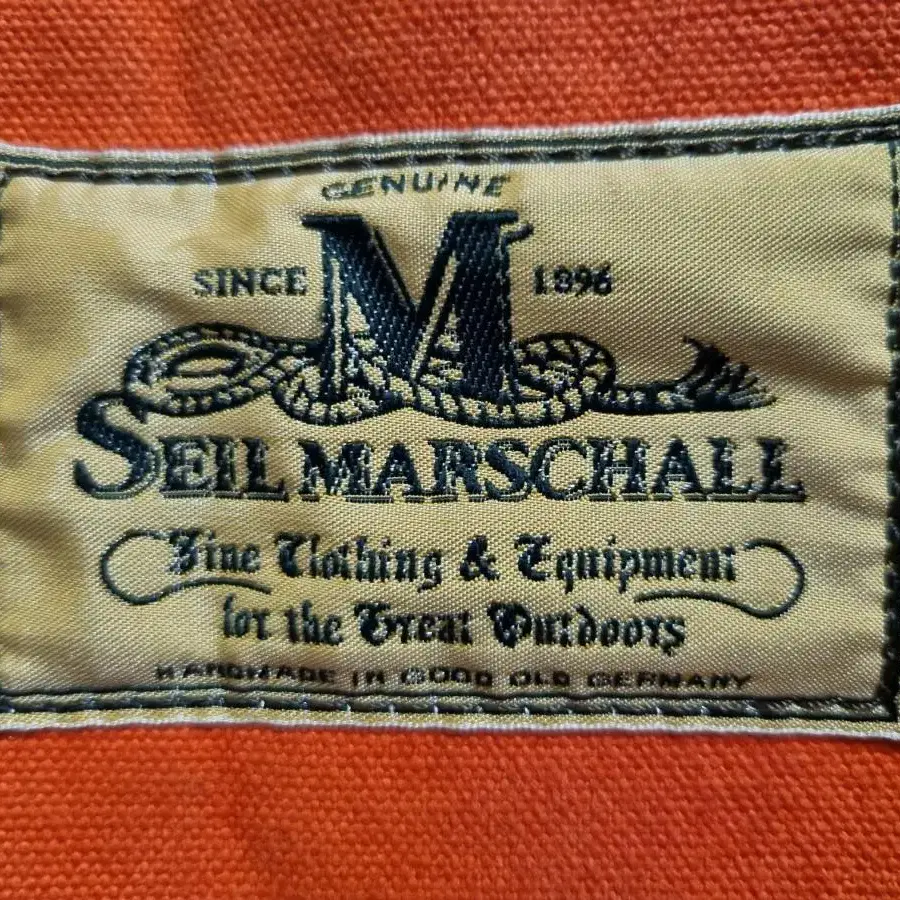 GENUINE
M
SINCE 1896
SEIL MARSCHALL
Fine Clothing & Equipment
for the Great Outdoors
HANDMADE IN GOOD OLD GERMANY